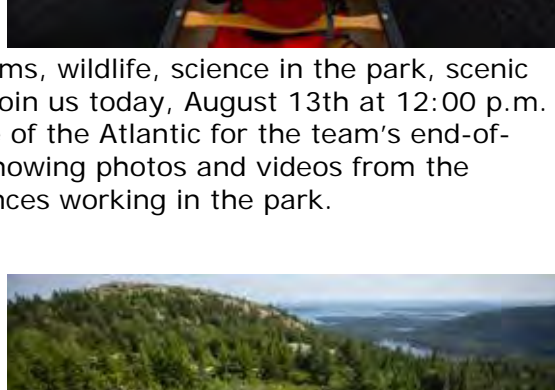 ms, wildlife, science in the park, scenic
oin us today, August 13th at 12:00 p.m.
of the Atlantic for the team's end-of-
howing photos and videos from the
nces working in the park.